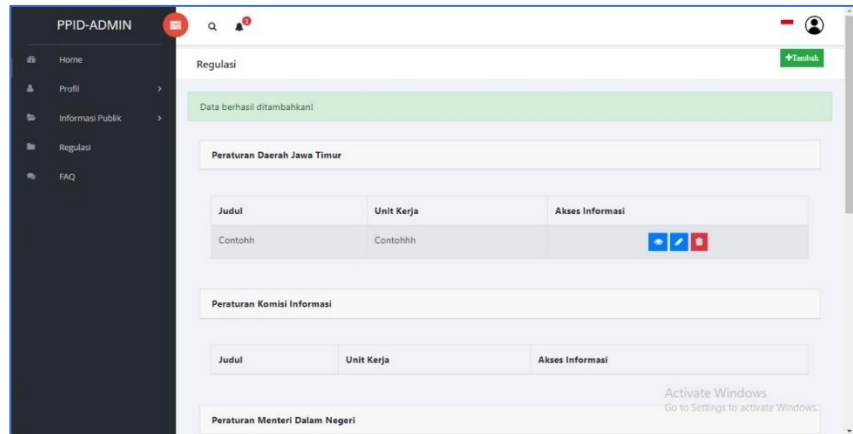 PPID-ADMIN
3
Home
Regulasi
+Tambah
Profil
Data berhasil ditambahkan!
Informasi Publik
Regulasi
Peraturan Daerah Jawa Timur
FAQ
Judul Unit Kerja Akses Informasi
Contohh Contohhh
Peraturan Komisi Informasi
Judul Unit Kerja Akses Informasi
Activate Windows
Go to Settings to activate Windows.
Peraturan Menteri Dalam Negeri